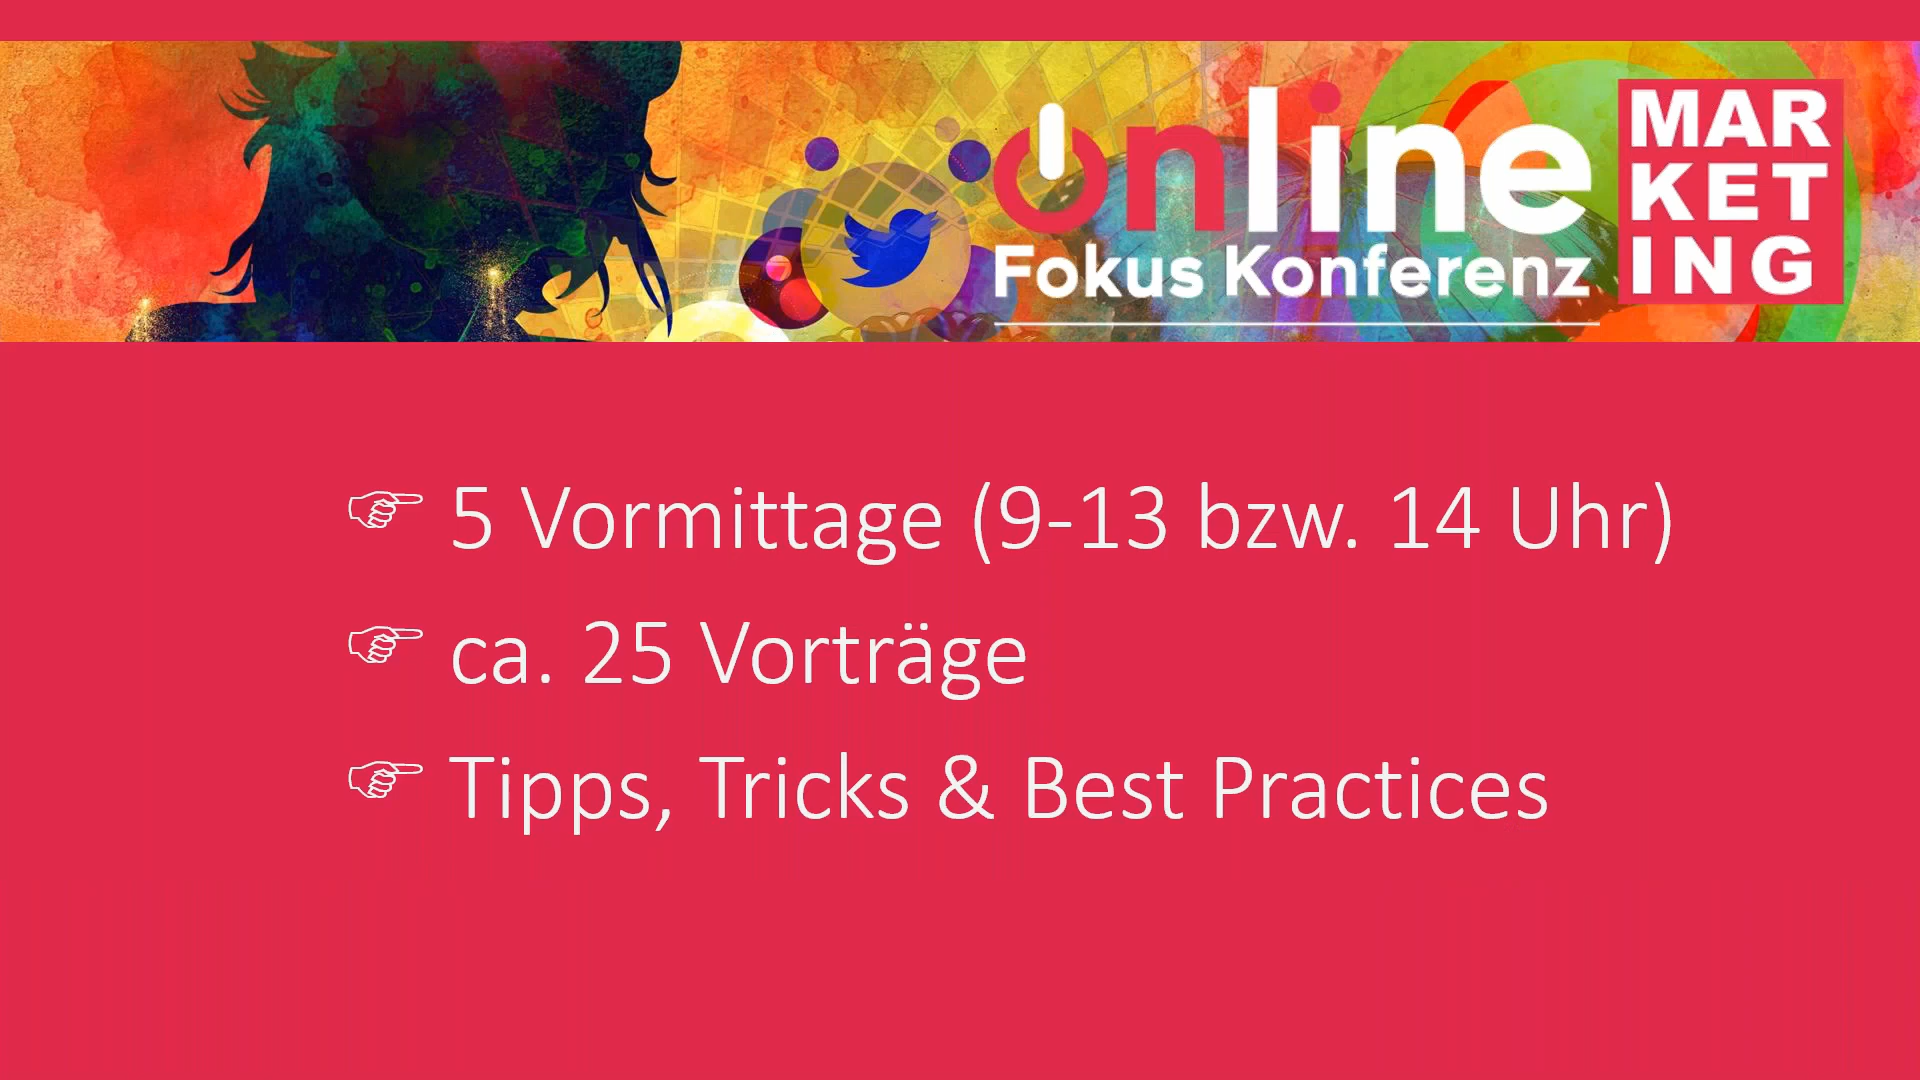 online
Fokus Konferenz
MAR
KET
ING
☞ 5 Vormittage (9-13 bzw. 14 Uhr)
☞ ca. 25 Vorträge
☞ Tipps, Tricks & Best Practices